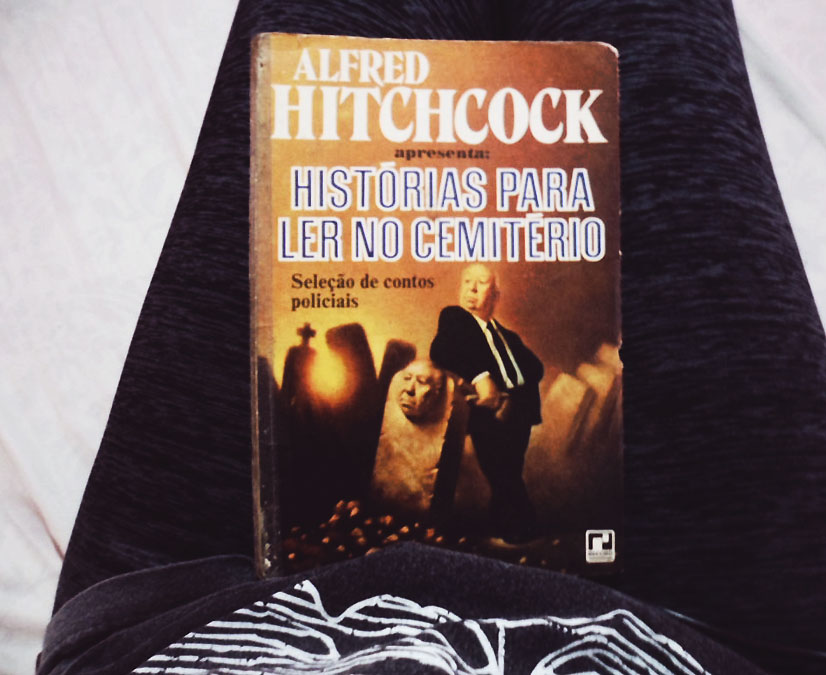 ALFRED
HITCHCOCK
apresenta:
HISTÓRIAS PARA
LER NO CEMITÉRIO
Seleção de contos
policiais